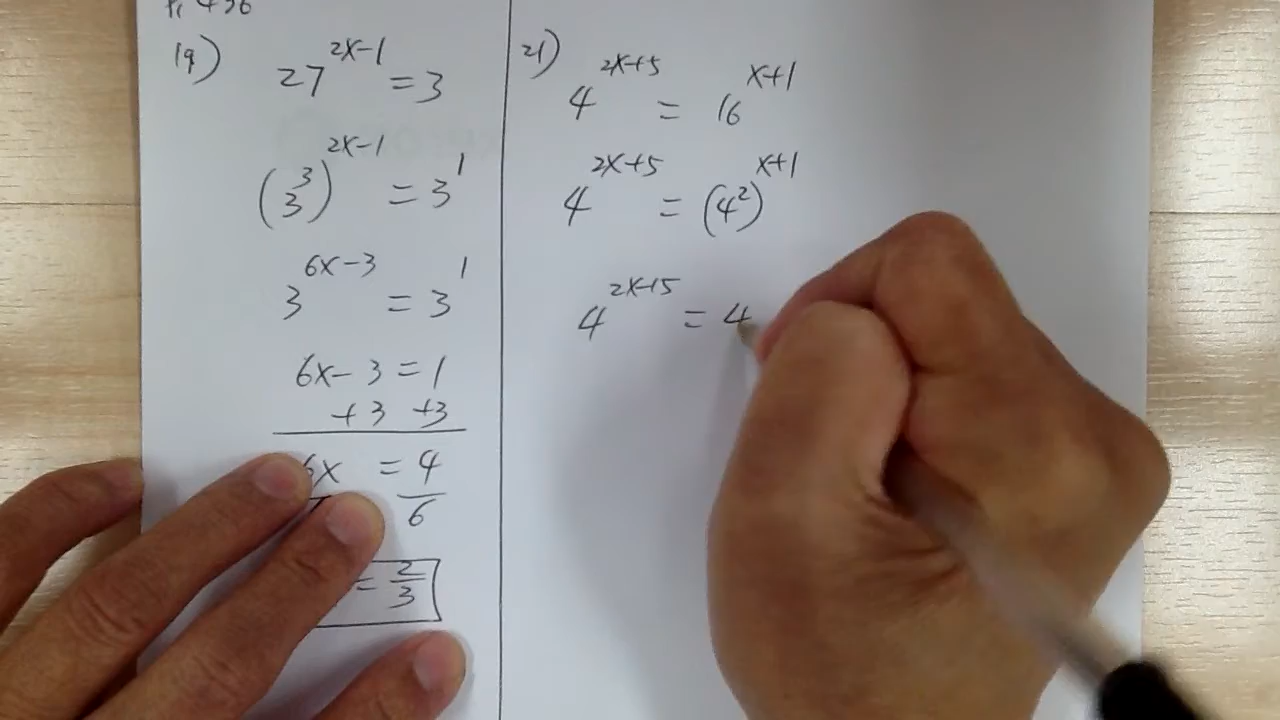 P. 436
19)
27^{2x-1} = 3
(3^3)^{2x-1} = 3^1
3^{6x-3} = 3^1
6x - 3 = 1
+3 +3
6x = 4
6
= 2/3
21)
4^{2x+5} = 16^{x+1}
4^{2x+5} = (4^2)^{x+1}
4^{2x+5} = 4